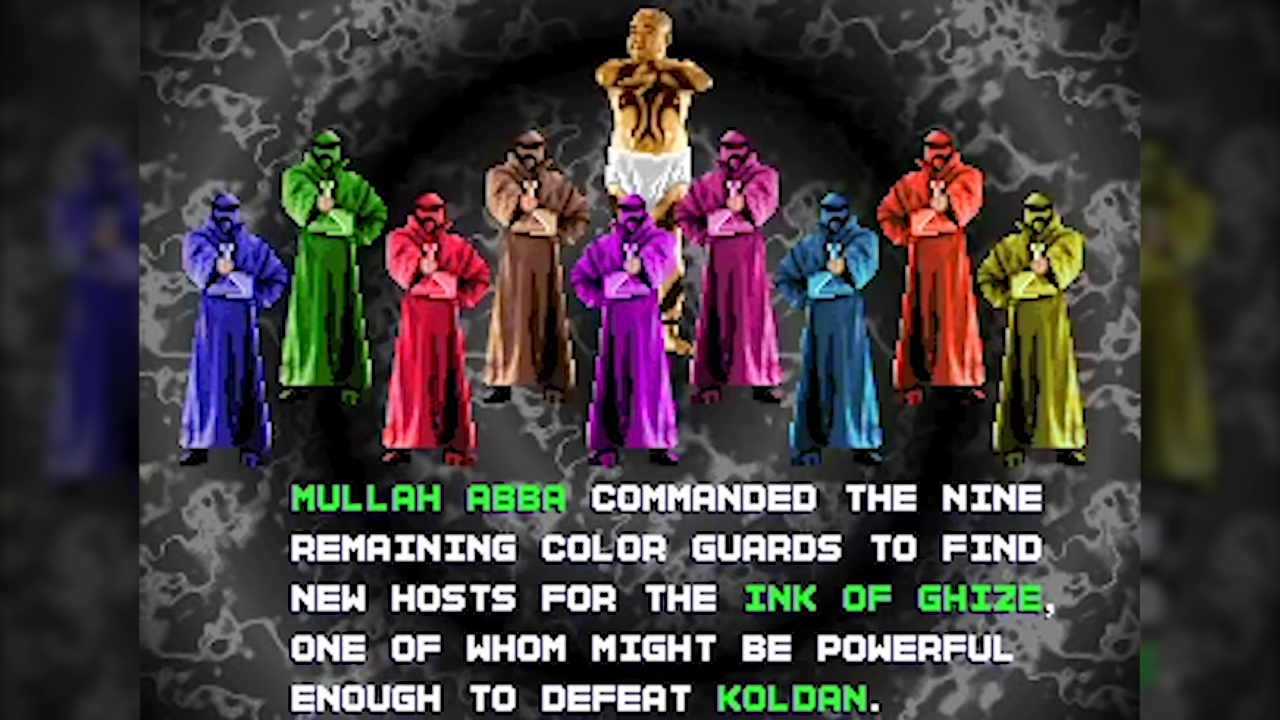 MULLAH ABBA COMMANDED THE NINE
REMAINING COLOR GUARDS TO FIND
NEW HOSTS FOR THE INK OF GHIZE,
ONE OF WHOM MIGHT BE POWERFUL
ENOUGH TO DEFEAT KOLDAN.